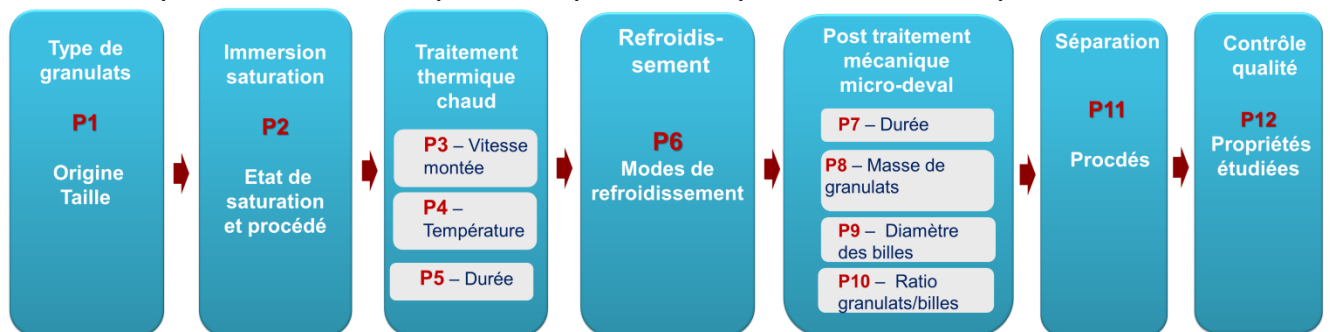 Type de
granulats
P1
Origine
Taille
Immersion
saturation
P2
Etat de
saturation
et procédé
Traitement
thermique
chaud
P3 – Vitesse
montée
P4 –
Température
P5 – Durée
Refroidis-
sement
P6
Modes de
refroidissement
Post traitement
mécanique
micro-deval
P7 – Durée
P8 – Masse de
granulats
P9 – Diamètre
des billes
P10 – Ratio
granulats/billes
Séparation
P11
Procdés
Contrôle
qualité
P12
Propriétés
étudiées